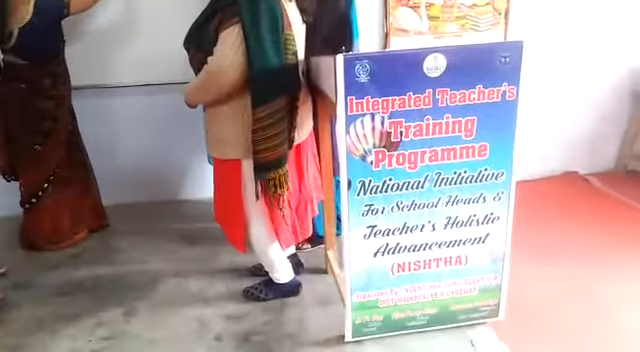 Integrated Teacher's
Training
Programme
National Initiative
For School Heads &
Teacher's Holistic
Advancement
(NISHTHA)